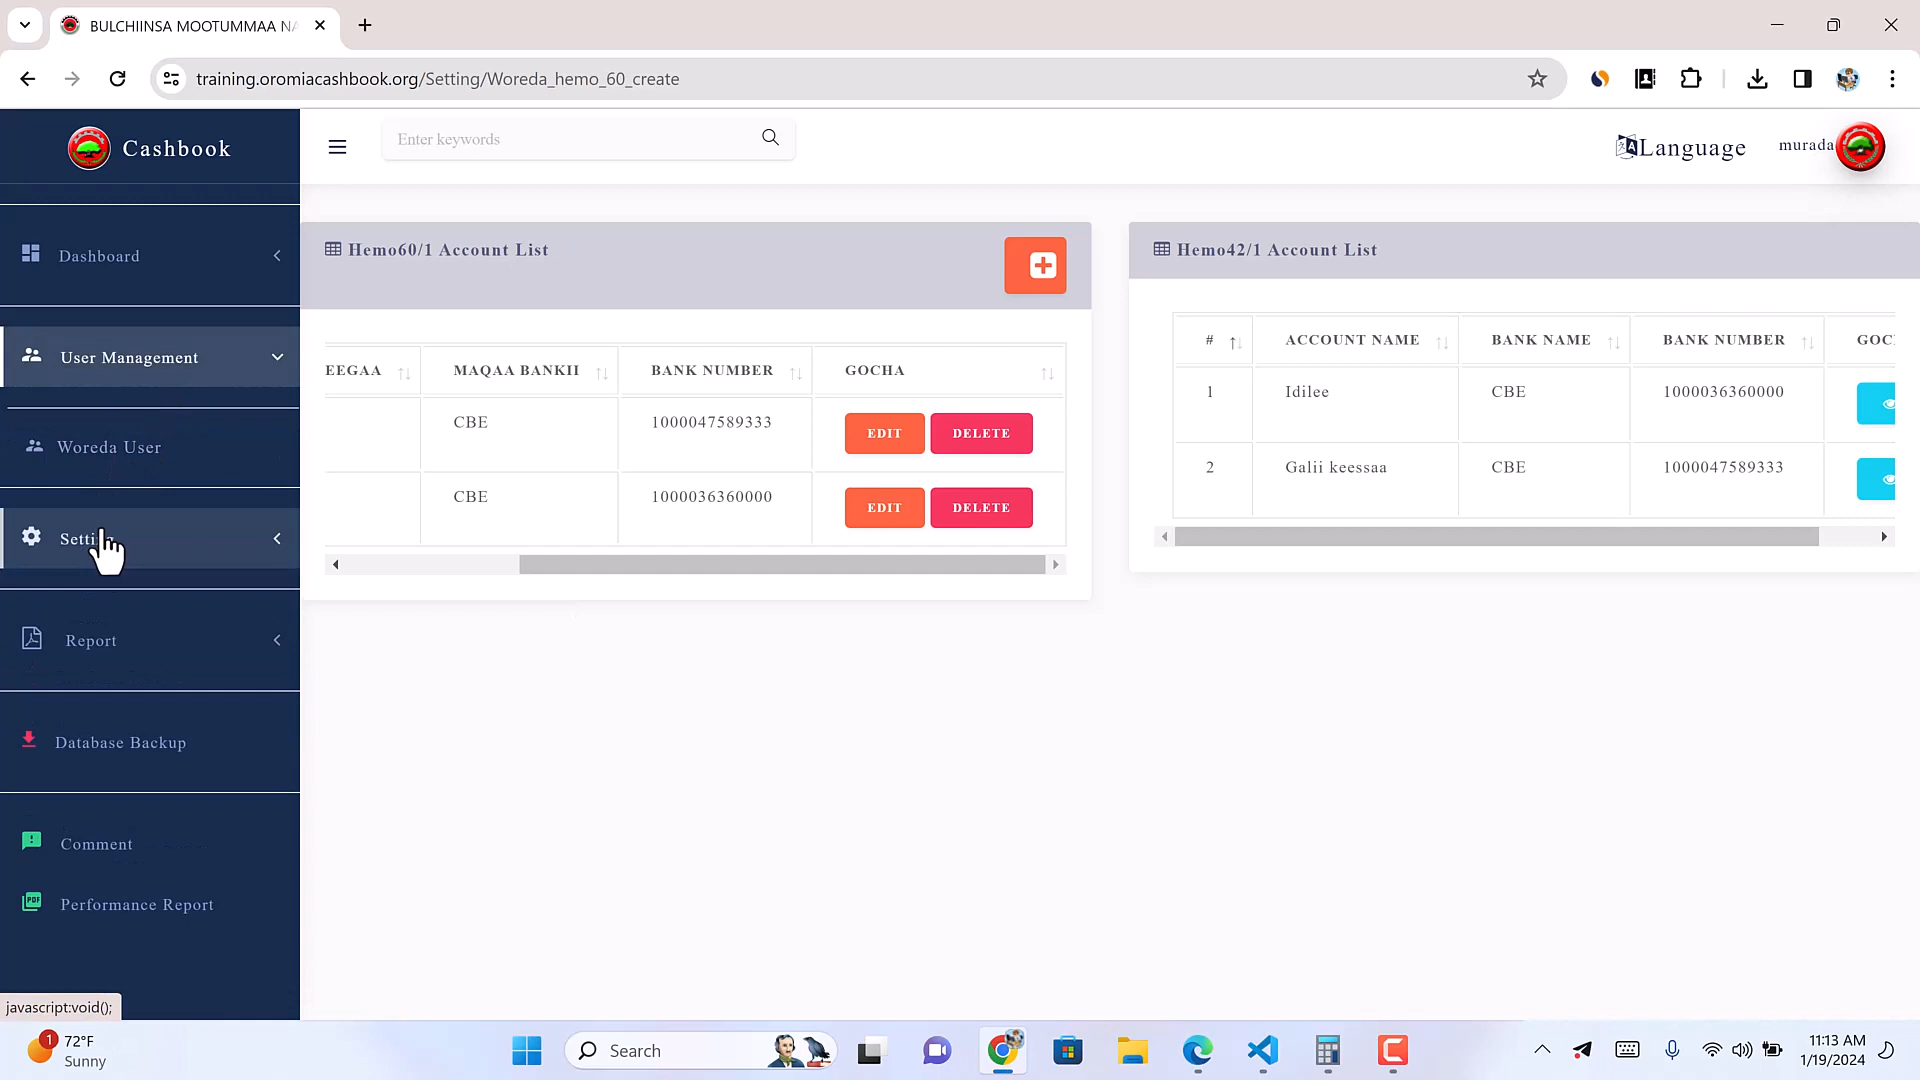 BULCHIINSA MOOTUMMAA NA
training.oromiacashbook.org/Setting/Woreda_hemo_60_create
Cashbook
Enter keywords
Language
murada
Dashboard
User Management
Woreda User
Report
Database Backup
Comment
Performance Report
javascript:void();
Hemo60/1 Account List
EEGAA MAQAA BANKII BANK NUMBER GOCHA
CBE 1000047589333 EDIT DELETE
CBE 1000036360000 EDIT DELETE
Hemo42/1 Account List
# ACCOUNT NAME BANK NAME BANK NUMBER GOC
1 Idilee CBE 1000036360000
2 Galii keessaa CBE 1000047589333
1
72°F
Sunny
Search
11:13 AM
1/19/2024